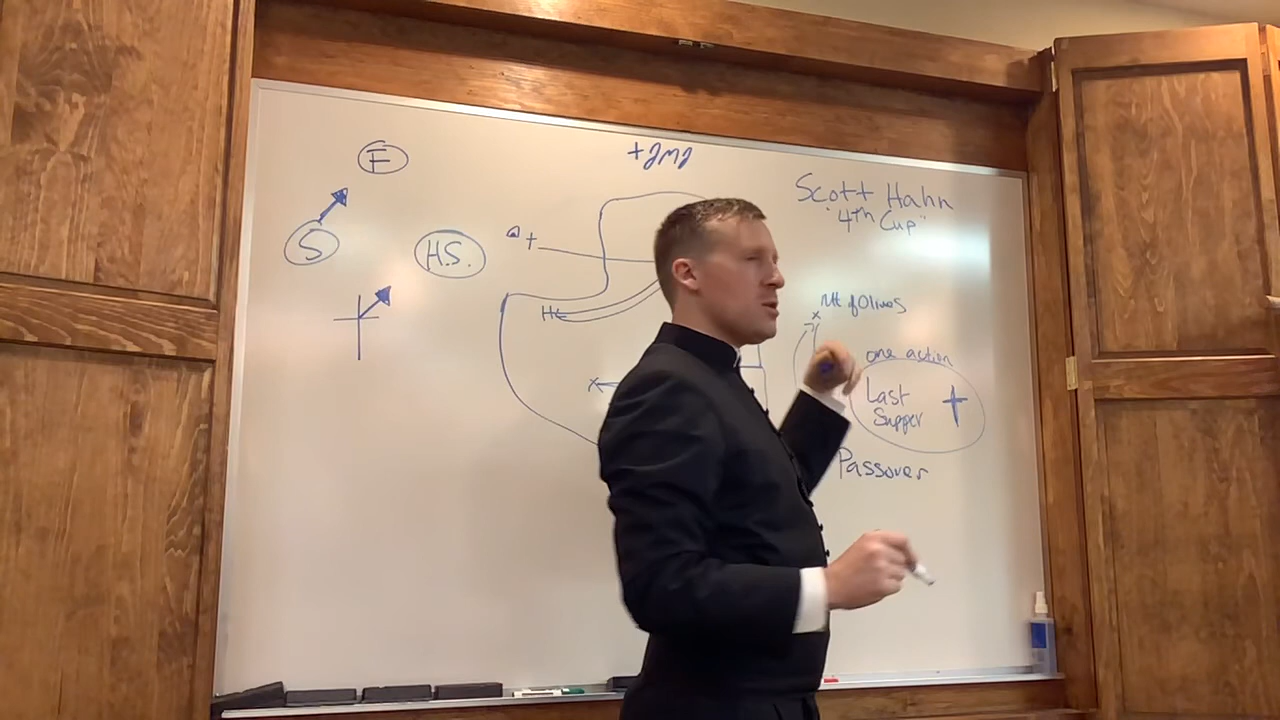 F
+JMJ
S
H.S.
Scott Hahn
"4th Cup"
Mt of Olives
one action
Last
Supper
Passover